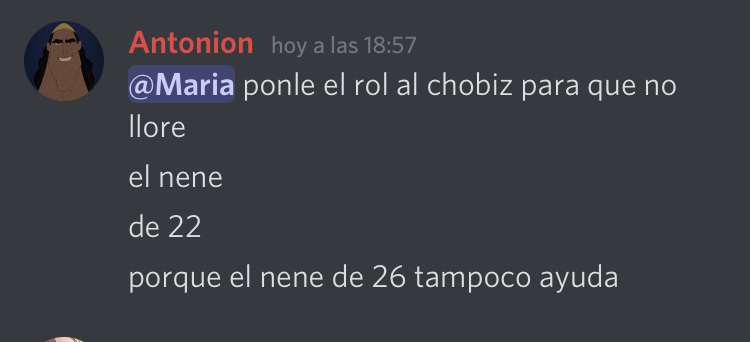 Antonion hoy a las 18:57
@Maria ponle el rol al chobiz para que no
llore
el nene
de 22
porque el nene de 26 tampoco ayuda